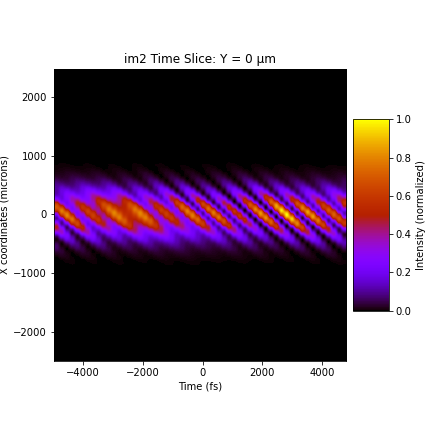 im2 Time Slice: Y = 0 µm
2000
1000
0
−1000
−2000
X coordinates (microns)
−4000 −2000 0 2000 4000
Time (fs)
1.0
0.8
0.6
0.4
0.2
0.0
Intensity (normalized)